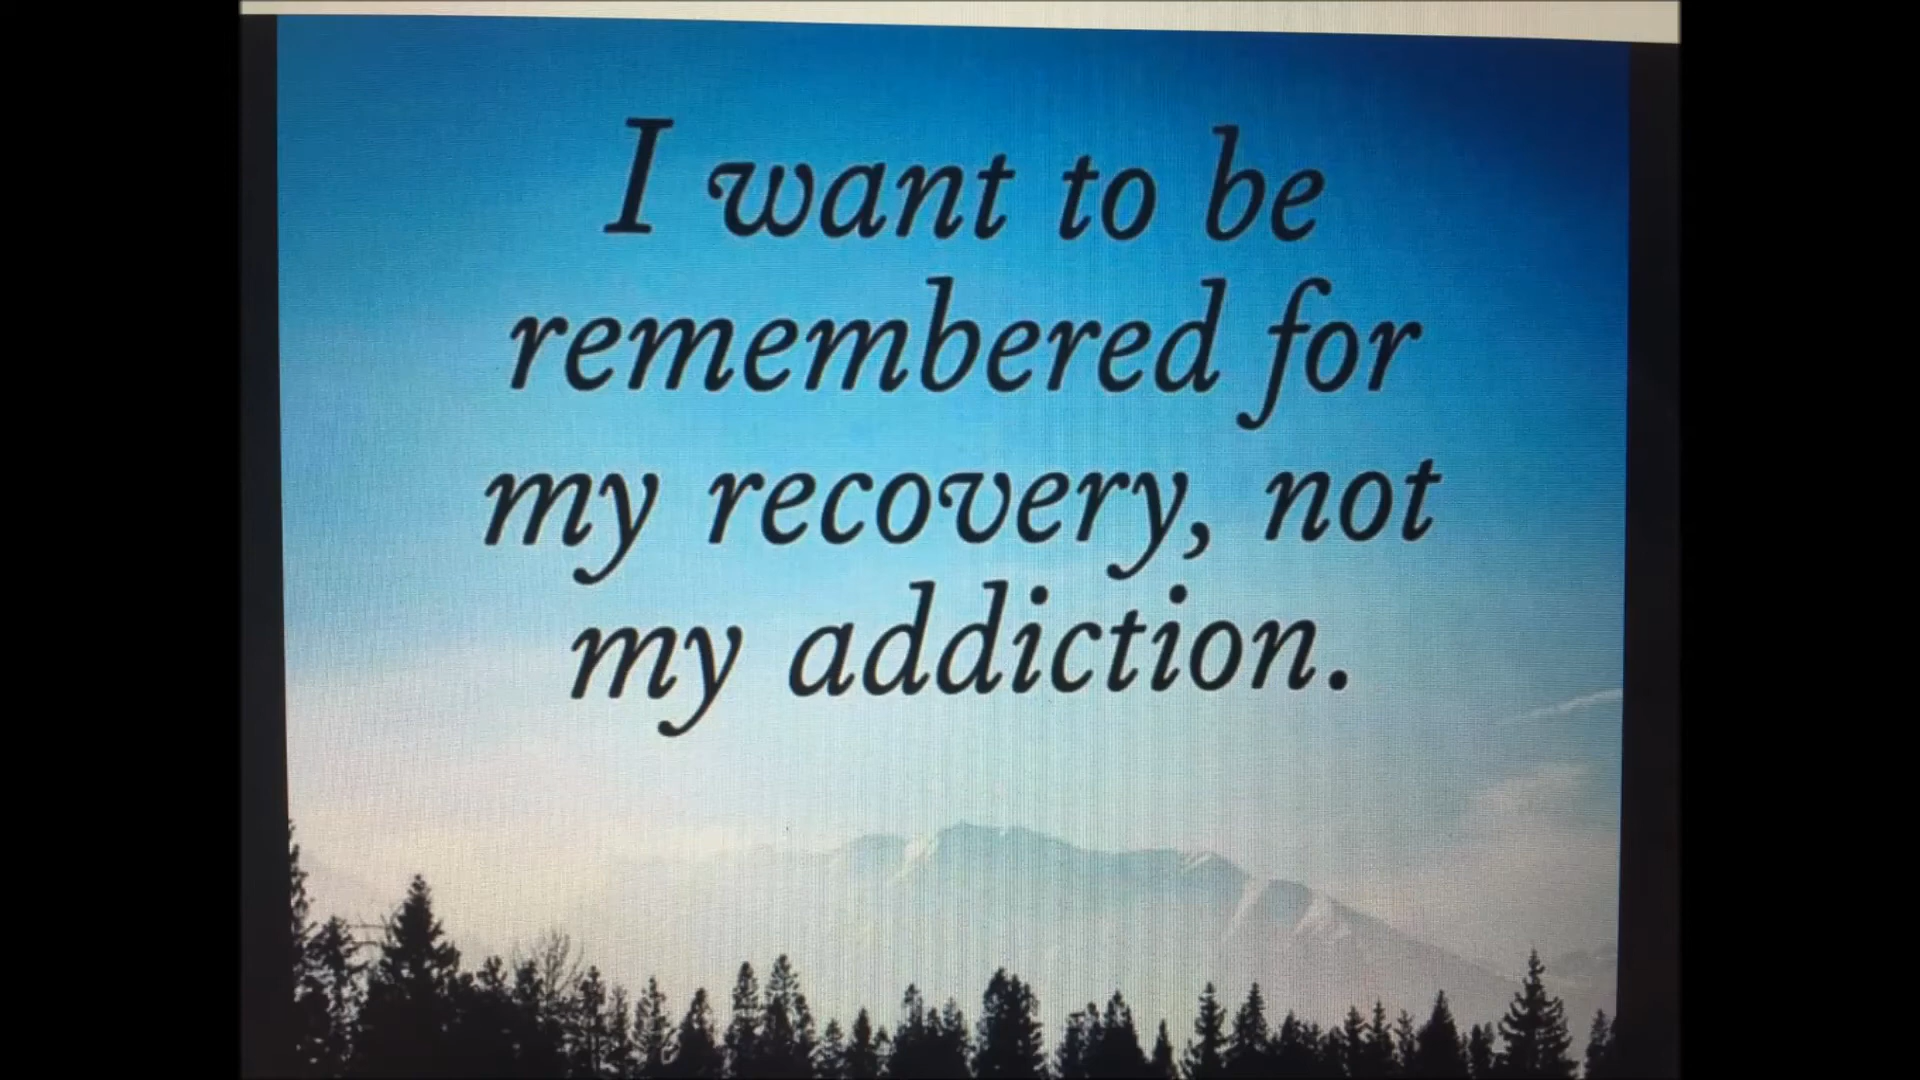 I want to be
remembered for
my recovery, not
my addiction.